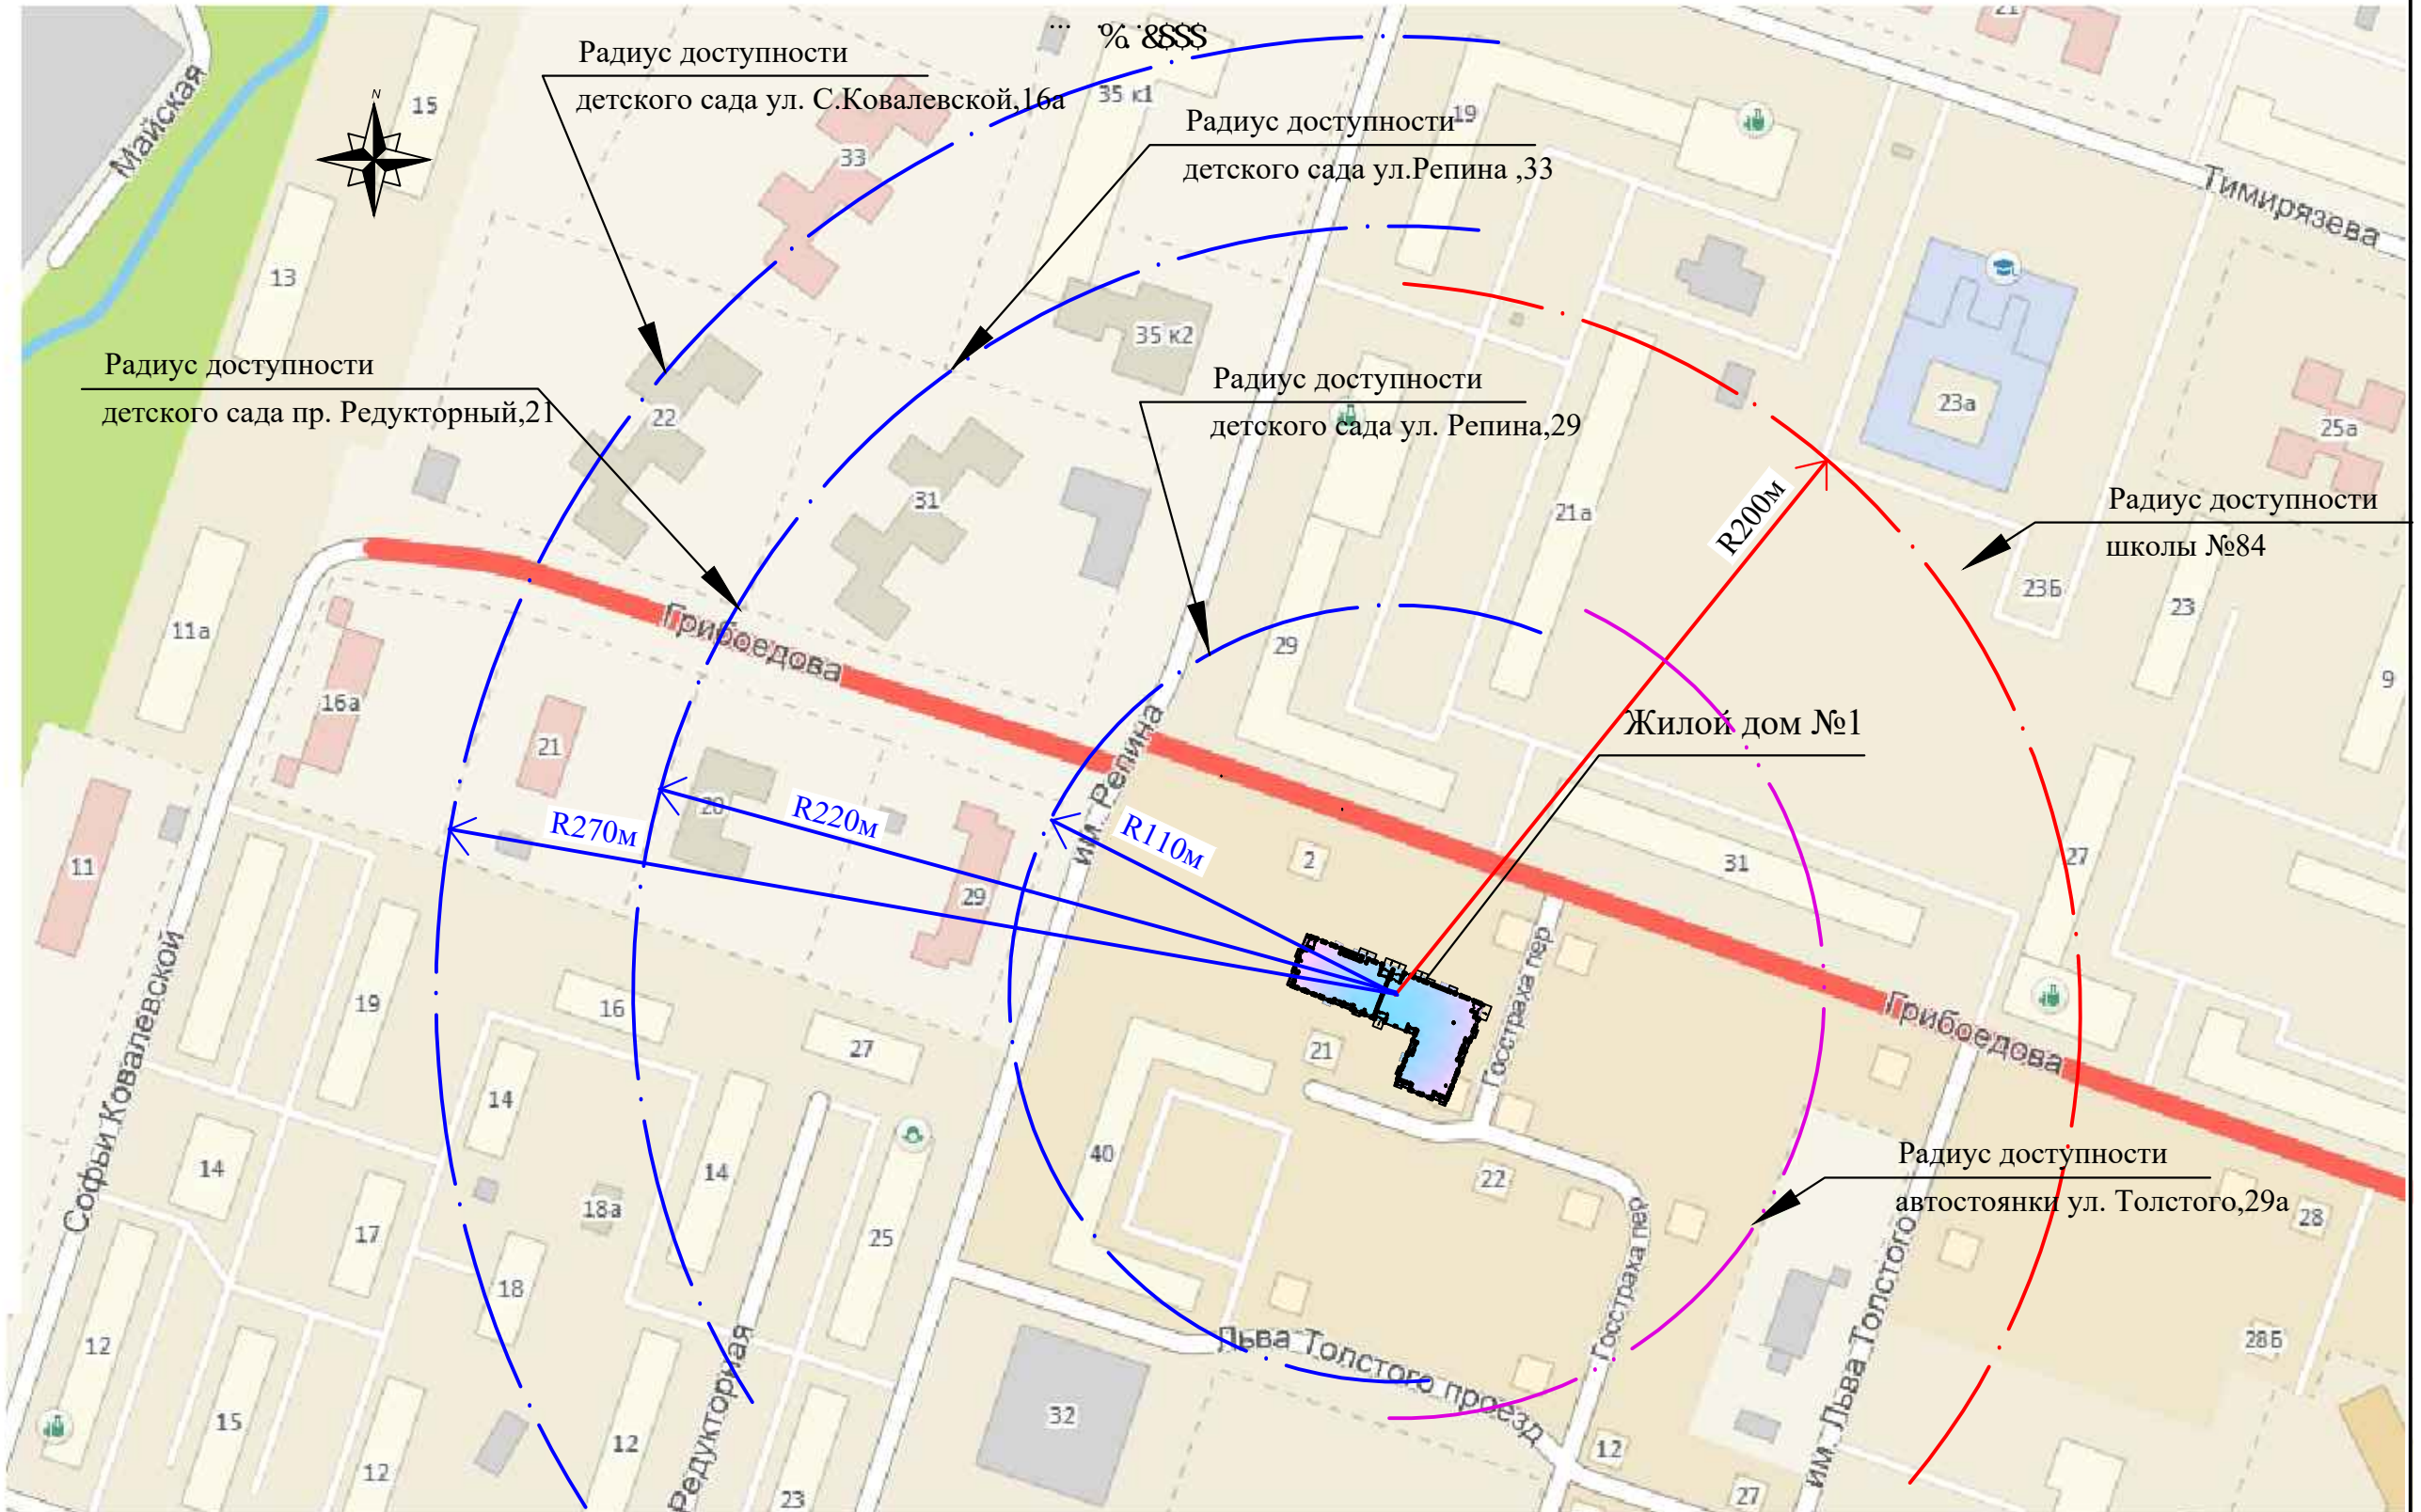 %. &$$$
N
Радиус доступности
детского сада ул. С.Ковалевской,16а
Радиус доступности
детского сада ул.Репина ,33
Радиус доступности
детского сада пр. Редукторный,21
Радиус доступности
детского сада ул. Репина,29
Радиус доступности
школы №84
Жилой дом №1
Радиус доступности
автостоянки ул. Толстого,29а
R200м
R270м
R220м
R110м
Майская
Тимирязева
Грибоедова
им. Репина
Грибоедова
Госстраха пер
Госстраха пер
Софьи Ковалевской
Редукторная
Льва Толстого проезд
им. Льва Толстого
15
33
35 к1
19
21
13
35 к2
22
31
21а
23а
25а
23Б
23
9
11а
16а
21
20
29
29
2
31
27
11
19
16
27
21
14
14
14
40
22
18а
17
18
25
28
28Б
12
15
12
12
23
32
12
27